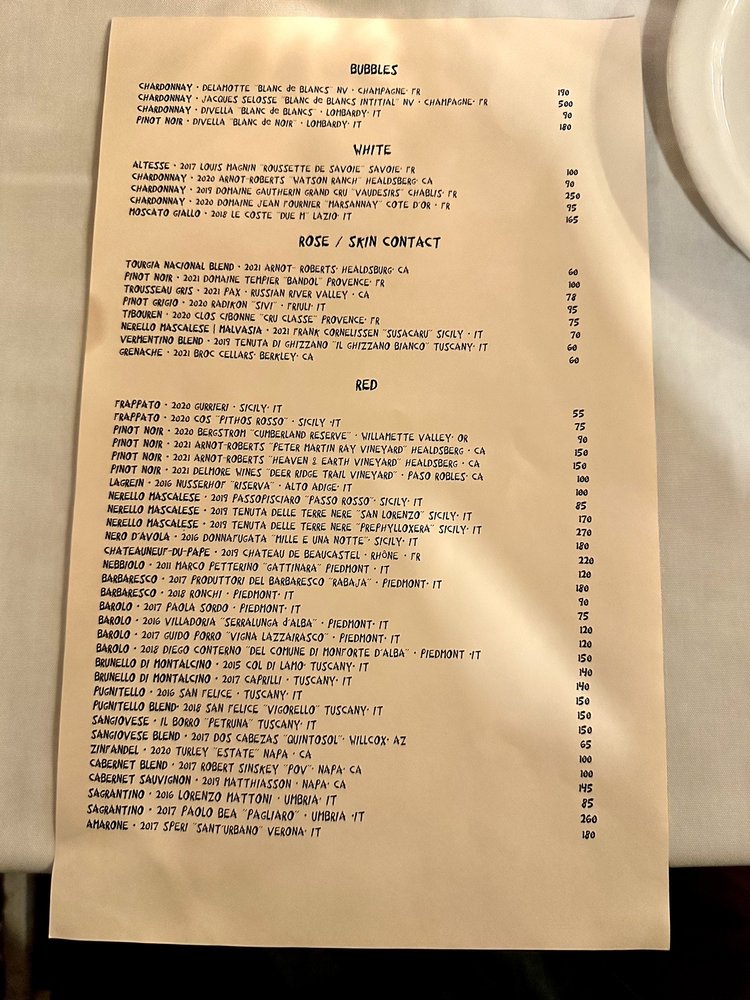 BUBBLES
CHARDONNAY · DELAMOTTE "BLANC de BLANCS" NV · CHAMPAGNE· FR 190
CHARDONNAY · JACQUES SELOSSE "BLANC de BLANCS INTITIAL" NV · CHAMPAGNE· FR 500
CHARDONNAY · DIVELLA "BLANC de BLANCS" · LOMBARDY· IT 90
PINOT NOIR · DIVELLA "BLANC de NOIR" · LOMBARDY· IT 180
WHITE
ALTESSE · 2017 LOUIS MAGNIN "ROUSSETTE DE SAVOIE" SAVOIE· FR 100
CHARDONNAY · 2020 ARNOT-ROBERTS "WATSON RANCH" HEALDSBERG· CA 90
CHARDONNAY · 2019 DOMAINE GAUTHERIN GRAND CRU "VAUDESIRS" CHABLIS· FR 250
CHARDONNAY · 2020 DOMAINE JEAN FOURNIER "MARSANNAY" COTE D'OR · FR 95
MOSCATO GIALLO · 2018 LE COSTE "DUE M" LAZIO· IT 165
ROSE / SKIN CONTACT
TOURGIA NACIONAL BLEND · 2021 ARNOT- ROBERTS· HEALDSBURG· CA 60
PINOT NOIR · 2021 DOMAINE TEMPIER "BANDOL" PROVENCE· FR 100
TROUSSEAU GRIS · 2021 PAX · RUSSIAN RIVER VALLEY · CA 78
PINOT GRIGIO · 2020 RADIKON "SIVI" · FRIULI· IT 95
TIBOUREN · 2020 CLOS CIBONNE "CRU CLASSE" PROVENCE· FR 75
NERELLO MASCALESE | MALVASIA · 2021 FRANK CORNELISSEN "SUSACARU" SICILY · IT 70
VERMENTINO BLEND · 2019 TENUTA DI GHIZZANO "IL GHIZZANO BIANCO" TUSCANY· IT 60
GRENACHE · 2021 BROC CELLARS· BERKLEY· CA 60
RED
FRAPPATO · 2020 GURRIERI · SICILY· IT 55
FRAPPATO · 2020 COS "PITHOS ROSSO" · SICILY ·IT 75
PINOT NOIR · 2020 BERGSTROM "CUMBERLAND RESERVE" · WILLAMETTE VALLEY· OR 90
PINOT NOIR · 2021 ARNOT-ROBERTS "PETER MARTIN RAY VINEYARD" HEALDSBERG · CA 150
PINOT NOIR · 2021 ARNOT-ROBERTS "HEAVEN & EARTH VINEYARD" HEALDSBERG · CA 150
PINOT NOIR · 2021 DELMORE WINES "DEER RIDGE TRAIL VINEYARD" · PASO ROBLES· CA 100
LAGREIN · 2016 NUSSERHOF "RISERVA" · ALTO ADIGE· IT 100
NERELLO MASCALESE · 2019 PASSOPISCIARO "PASSO ROSSO"· SICILY· IT 85
NERELLO MASCALESE · 2019 TENUTA DELLE TERRE NERE "SAN LORENZO" SICILY· IT 170
NERELLO MASCALESE · 2019 TENUTA DELLE TERRE NERE "PREPHYLLOXERA" SICILY· IT 270
NERO D'AVOLA · 2016 DONNAFUGATA "MILLE E UNA NOTTE"· SICILY· IT 180
CHATEAUNEUF-DU-PAPE · 2019 CHATEAU DE BEAUCASTEL · RHÔNE · FR 220
NEBBIOLO · 2011 MARCO PETTERINO "GATTINARA" PIEDMONT · IT 120
BARBARESCO · 2017 PRODUTTORI DEL BARBARESCO "RABAJA" · PIEDMONT· IT 180
BARBARESCO · 2018 RONCHI · PIEDMONT· IT 90
BAROLO · 2017 PAOLA SORDO · PIEDMONT· IT 75
BAROLO · 2016 VILLADORIA "SERRALUNGA d'ALBA" · PIEDMONT· IT 120
BAROLO · 2017 GUIDO PORRO "VIGNA LAZZAIRASCO" · PIEDMONT· IT 120
BAROLO · 2018 DIEGO CONTERNO "DEL COMUNE DI MONFORTE D'ALBA" · PIEDMONT ·IT 150
BRUNELLO DI MONTALCINO · 2015 COL DI LAMO· TUSCANY· IT 140
BRUNELLO DI MONTALCINO · 2017 CAPRILLI · TUSCANY· IT 140
PUGNITELLO · 2016 SAN FELICE · TUSCANY· IT 150
PUGNITELLO BLEND· 2018 SAN FELICE "VIGORELLO" TUSCANY· IT 150
SANGIOVESE · IL BORRO "PETRUNA" TUSCANY· IT 150
SANGIOVESE BLEND · 2017 DOS CABEZAS "QUINTOSOL"· WILLCOX· AZ 65
ZINFANDEL · 2020 TURLEY "ESTATE" NAPA · CA 100
CABERNET BLEND · 2017 ROBERT SINSKEY "POV"· NAPA· CA 100
CABERNET SAUVIGNON · 2019 MATTHIASSON · NAPA· CA 145
SAGRANTINO · 2016 LORENZO MATTONI · UMBRIA· IT 85
SAGRANTINO · 2017 PAOLO BEA "PAGLIARO" · UMBRIA ·IT 260
AMARONE · 2017 SPERI "SANT'URBANO" VERONA· IT 180